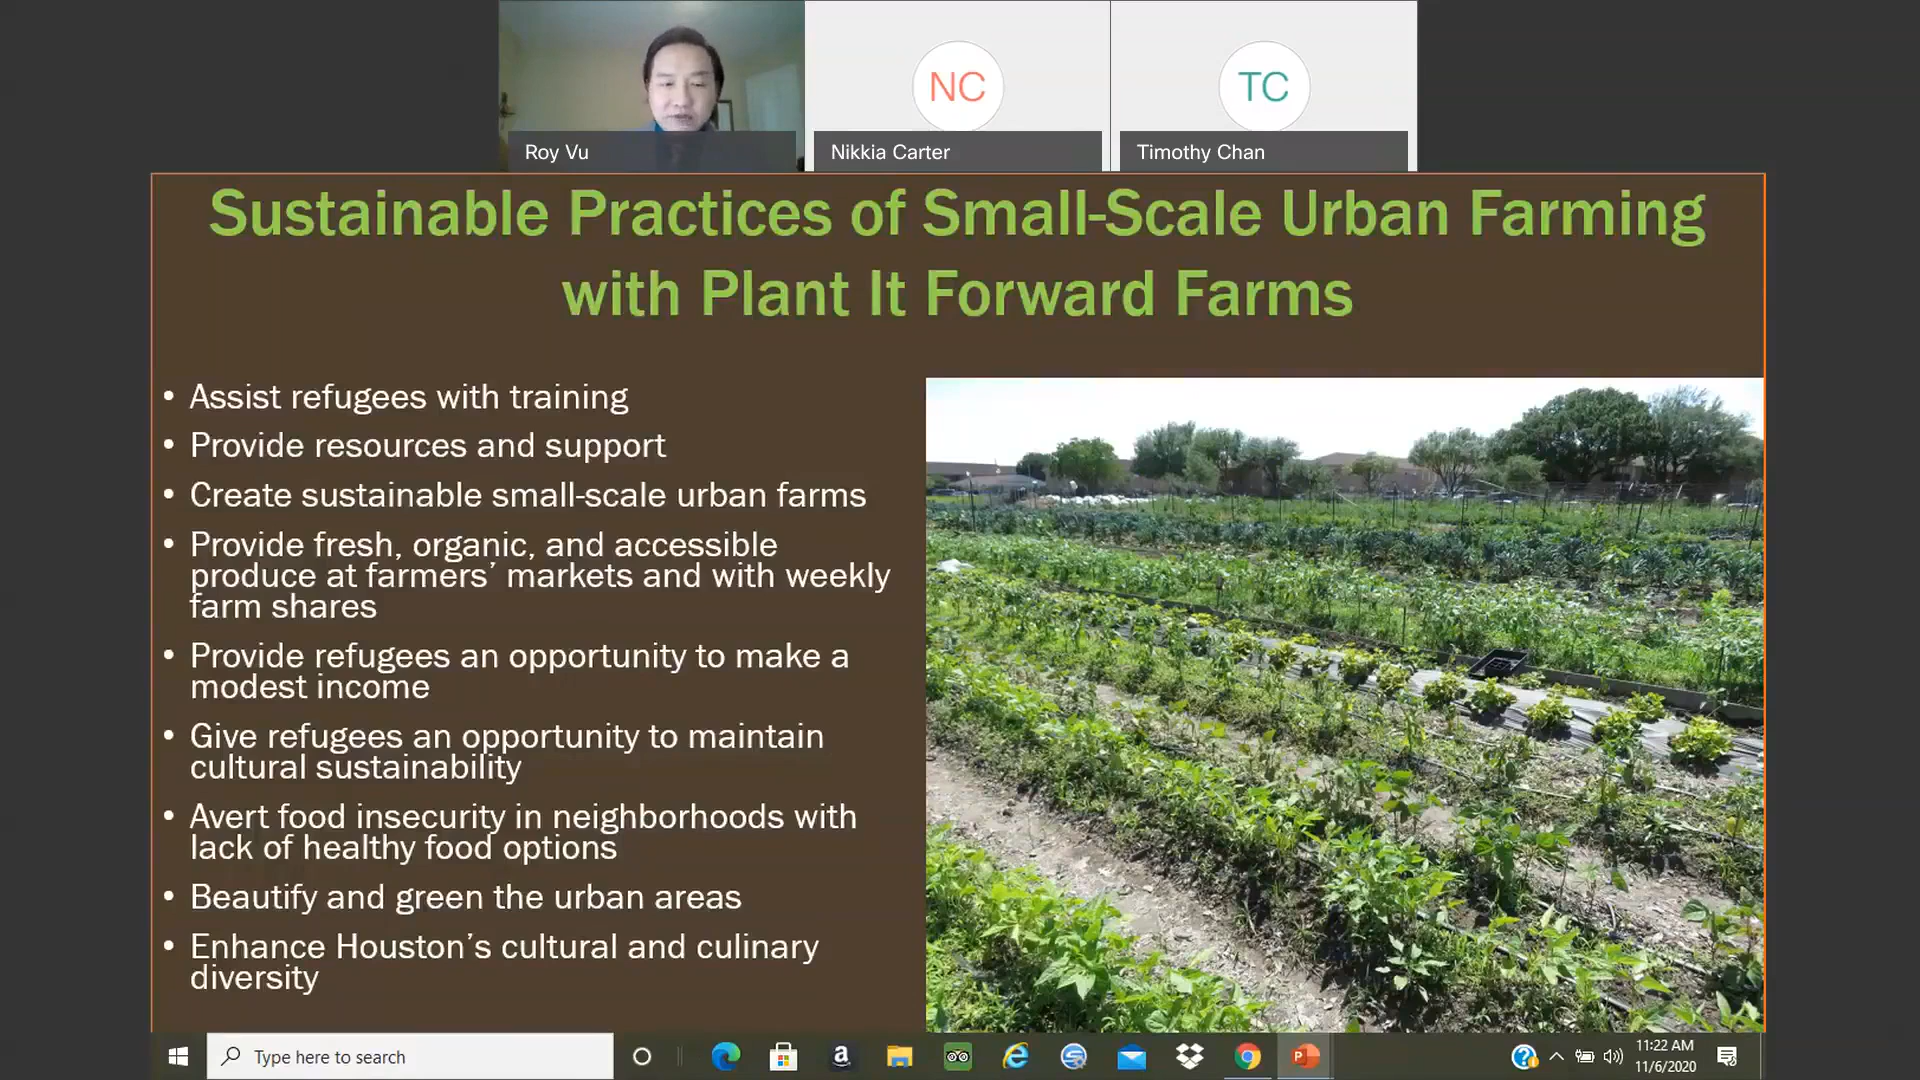 NC
TC
Roy Vu
Nikkia Carter
Timothy Chan
Sustainable Practices of Small-Scale Urban Farming
with Plant It Forward Farms
• Assist refugees with training
• Provide resources and support
• Create sustainable small-scale urban farms
• Provide fresh, organic, and accessible
produce at farmers’ markets and with weekly
farm shares
• Provide refugees an opportunity to make a
modest income
• Give refugees an opportunity to maintain
cultural sustainability
• Avert food insecurity in neighborhoods with
lack of healthy food options
• Beautify and green the urban areas
• Enhance Houston’s cultural and culinary
diversity
Type here to search
11:22 AM
11/6/2020